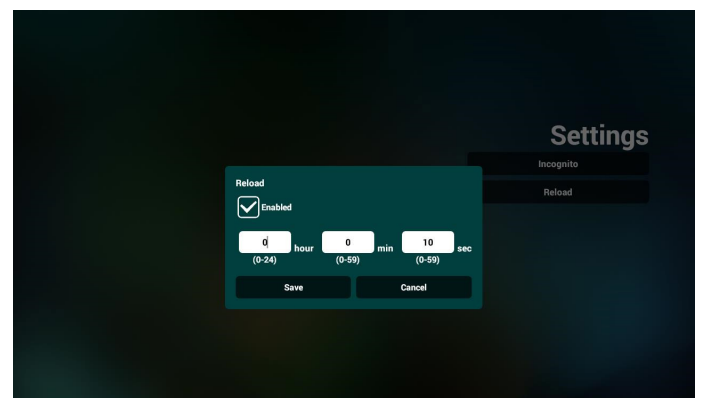 Settings
Incognito
Reload
Reload
Enabled
0 hour 0 min 10 sec
(0-24) (0-59) (0-59)
Save Cancel